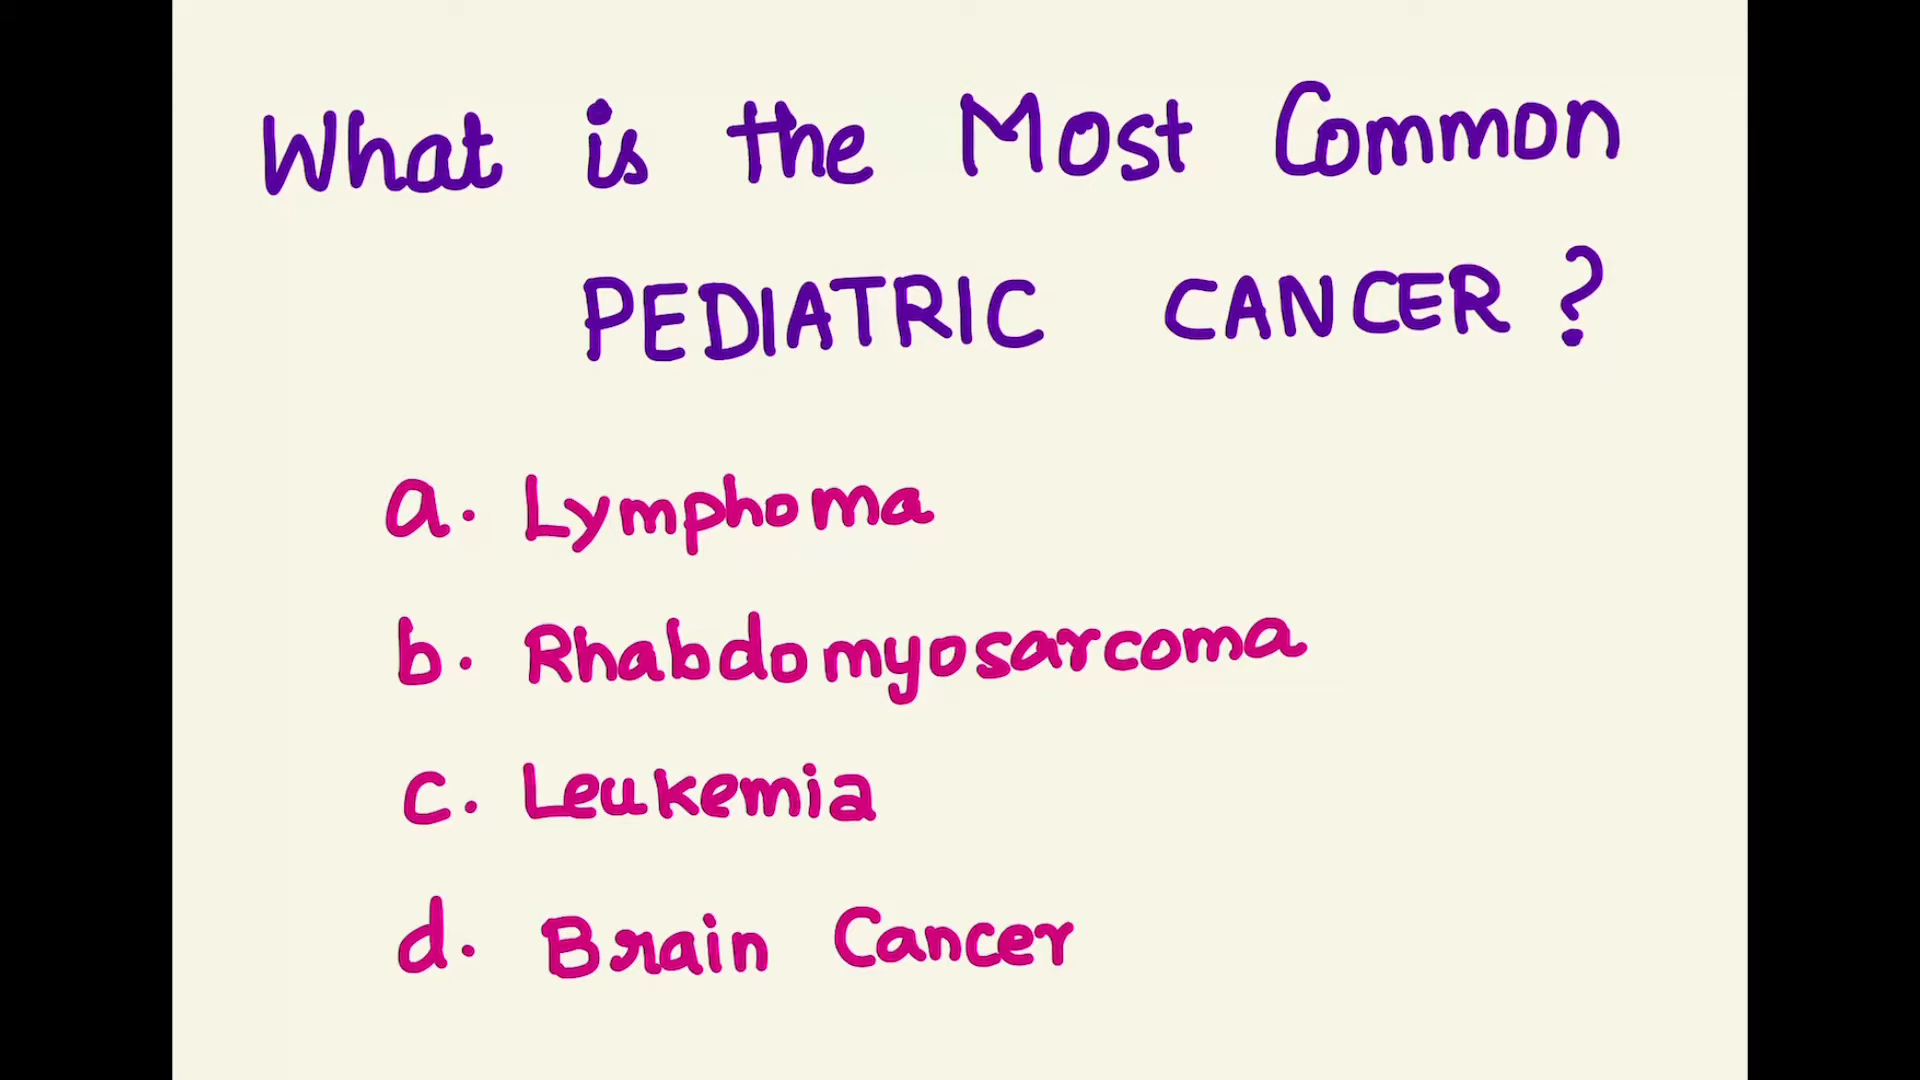 What is the Most Common
PEDIATRIC CANCER?
a. Lymphoma
b. Rhabdomyosarcoma
c. Leukemia
d. Brain Cancer